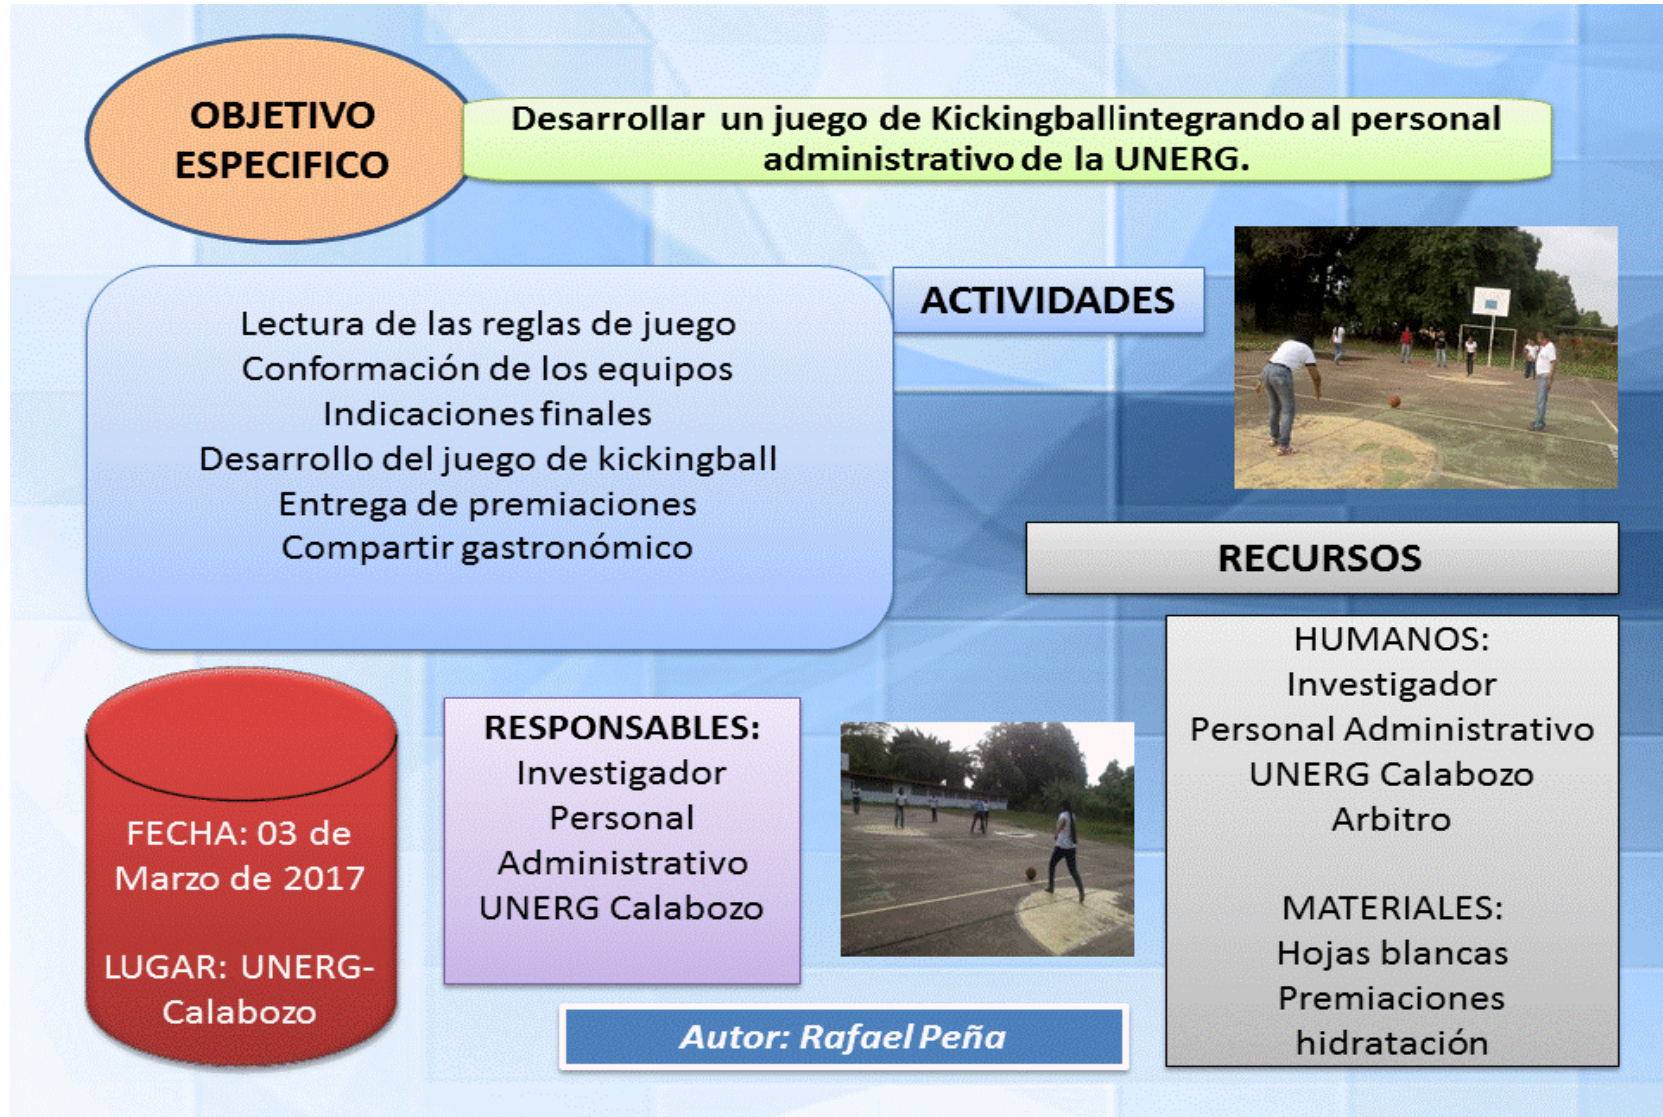 OBJETIVO
ESPECIFICO
Desarrollar un juego de Kickingballintegrando al personal
administrativo de la UNERG.
ACTIVIDADES
Lectura de las reglas de juego
Conformación de los equipos
Indicaciones finales
Desarrollo del juego de kickingball
Entrega de premiaciones
Compartir gastronómico
RECURSOS
HUMANOS:
Investigador
Personal Administrativo
UNERG Calabozo
Arbitro
MATERIALES:
Hojas blancas
Premiaciones
hidratación
FECHA: 03 de
Marzo de 2017
LUGAR: UNERG-
Calabozo
RESPONSABLES:
Investigador
Personal
Administrativo
UNERG Calabozo
Autor: Rafael Peña